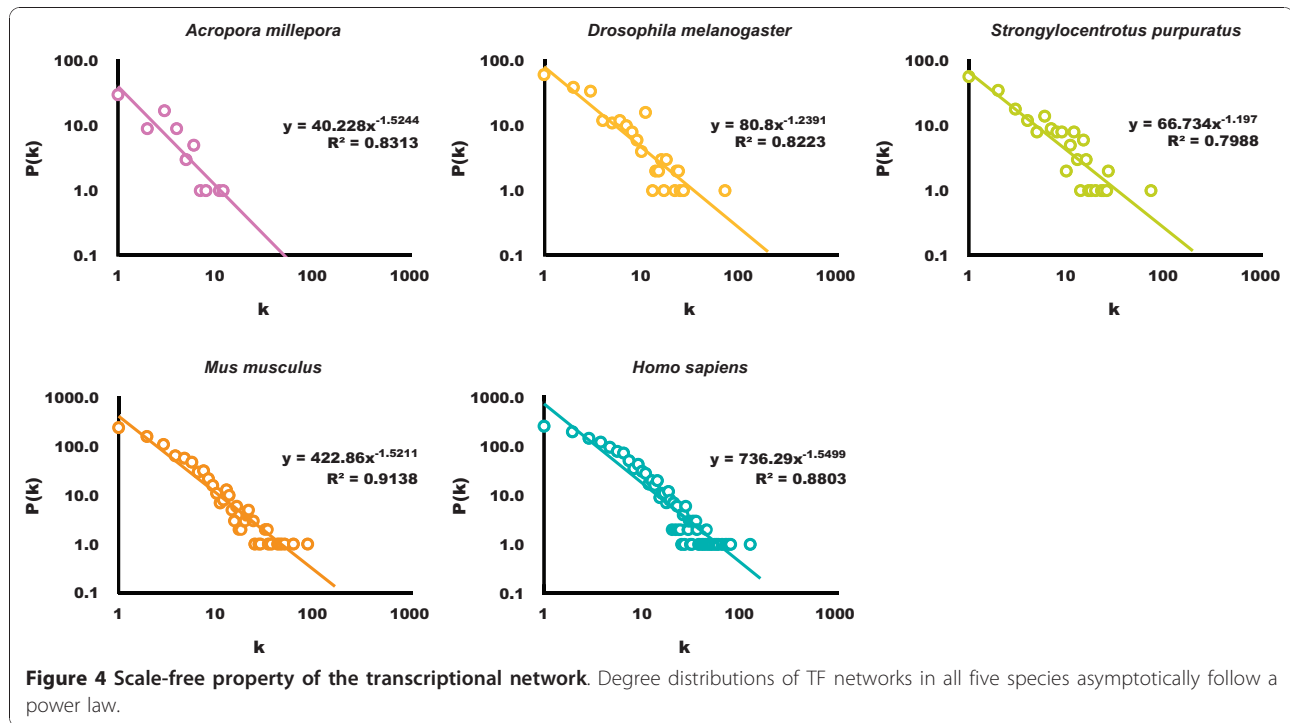 Acropora millepora
100.0
10.0
1.0
0.1
P(k)
y = 40.228x^-1.5244
R² = 0.8313
1 10 100 1000
k
Drosophila melanogaster
100.0
10.0
1.0
0.1
P(k)
y = 80.8x^-1.2391
R² = 0.8223
1 10 100 1000
k
Strongylocentrotus purpuratus
100.0
10.0
1.0
0.1
P(k)
y = 66.734x^-1.197
R² = 0.7988
1 10 100 1000
k
Mus musculus
1000.0
100.0
10.0
1.0
0.1
P(k)
y = 422.86x^-1.5211
R² = 0.9138
1 10 100 1000
k
Homo sapiens
1000.0
100.0
10.0
1.0
0.1
P(k)
y = 736.29x^-1.5499
R² = 0.8803
1 10 100 1000
k
Figure 4 Scale-free property of the transcriptional network. Degree distributions of TF networks in all five species asymptotically follow a
power law.